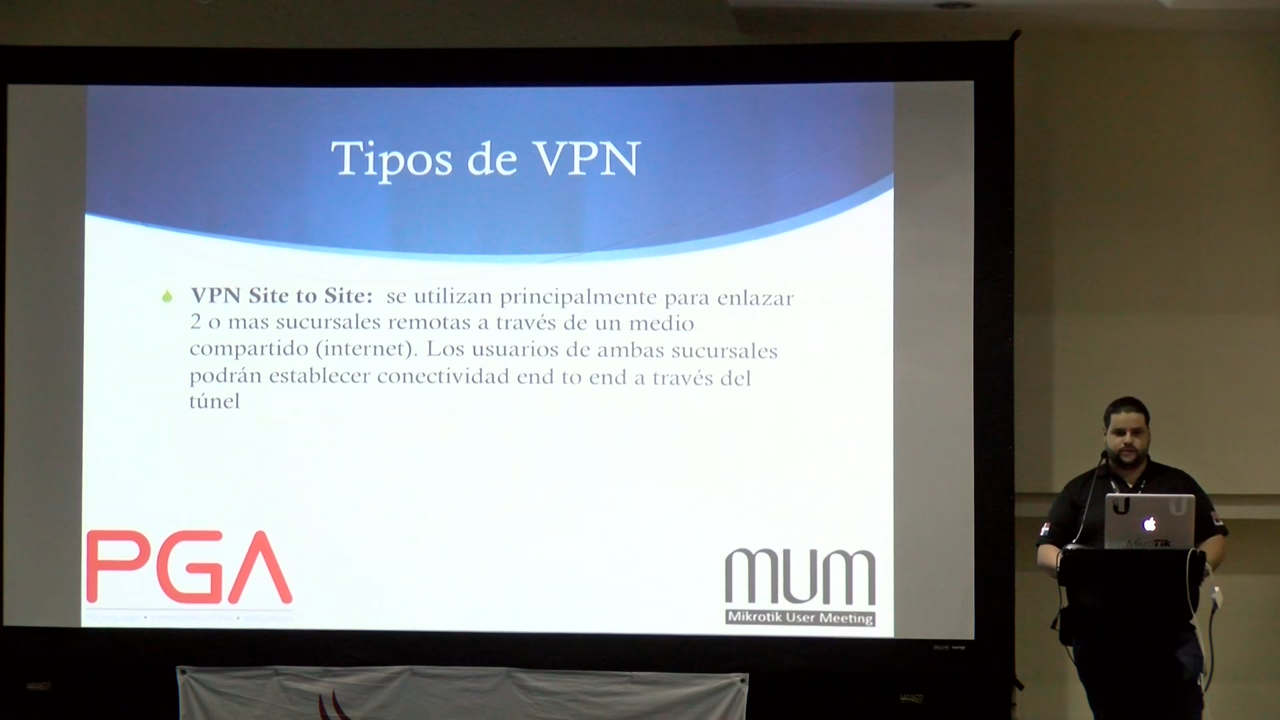 Tipos de VPN
VPN Site to Site: se utilizan principalmente para enlazar
2 o mas sucursales remotas a través de un medio
compartido (internet). Los usuarios de ambas sucursales
podrán establecer conectividad end to end a través del
túnel
PGA
mum
Mikrotik User Meeting
MikroTik